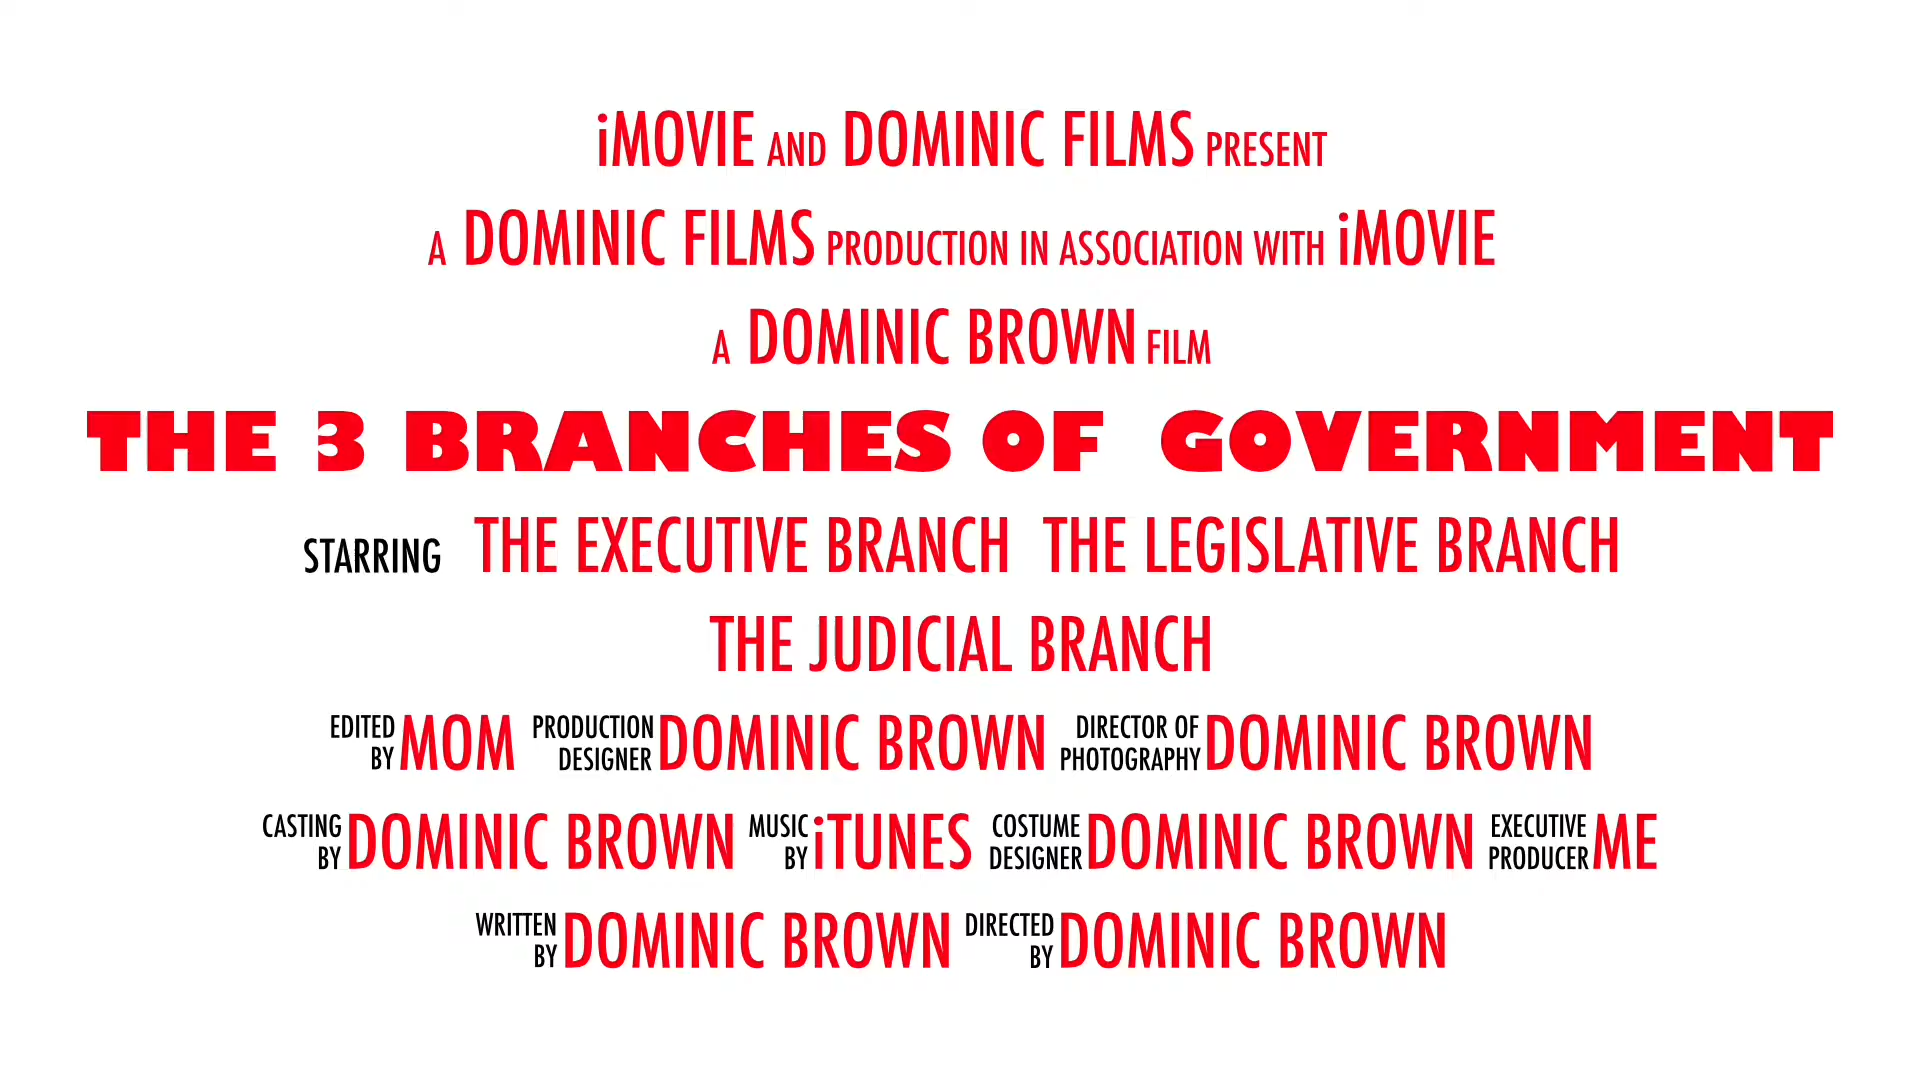 iMOVIE AND DOMINIC FILMS PRESENT
A DOMINIC FILMS PRODUCTION IN ASSOCIATION WITH iMOVIE
A DOMINIC BROWN FILM
THE 3 BRANCHES OF GOVERNMENT
STARRING THE EXECUTIVE BRANCH THE LEGISLATIVE BRANCH
THE JUDICIAL BRANCH
EDITED BY MOM PRODUCTION DESIGNER DOMINIC BROWN DIRECTOR OF PHOTOGRAPHY DOMINIC BROWN
CASTING BY DOMINIC BROWN MUSIC BY iTUNES COSTUME DESIGNER DOMINIC BROWN EXECUTIVE PRODUCER ME
WRITTEN BY DOMINIC BROWN DIRECTED BY DOMINIC BROWN